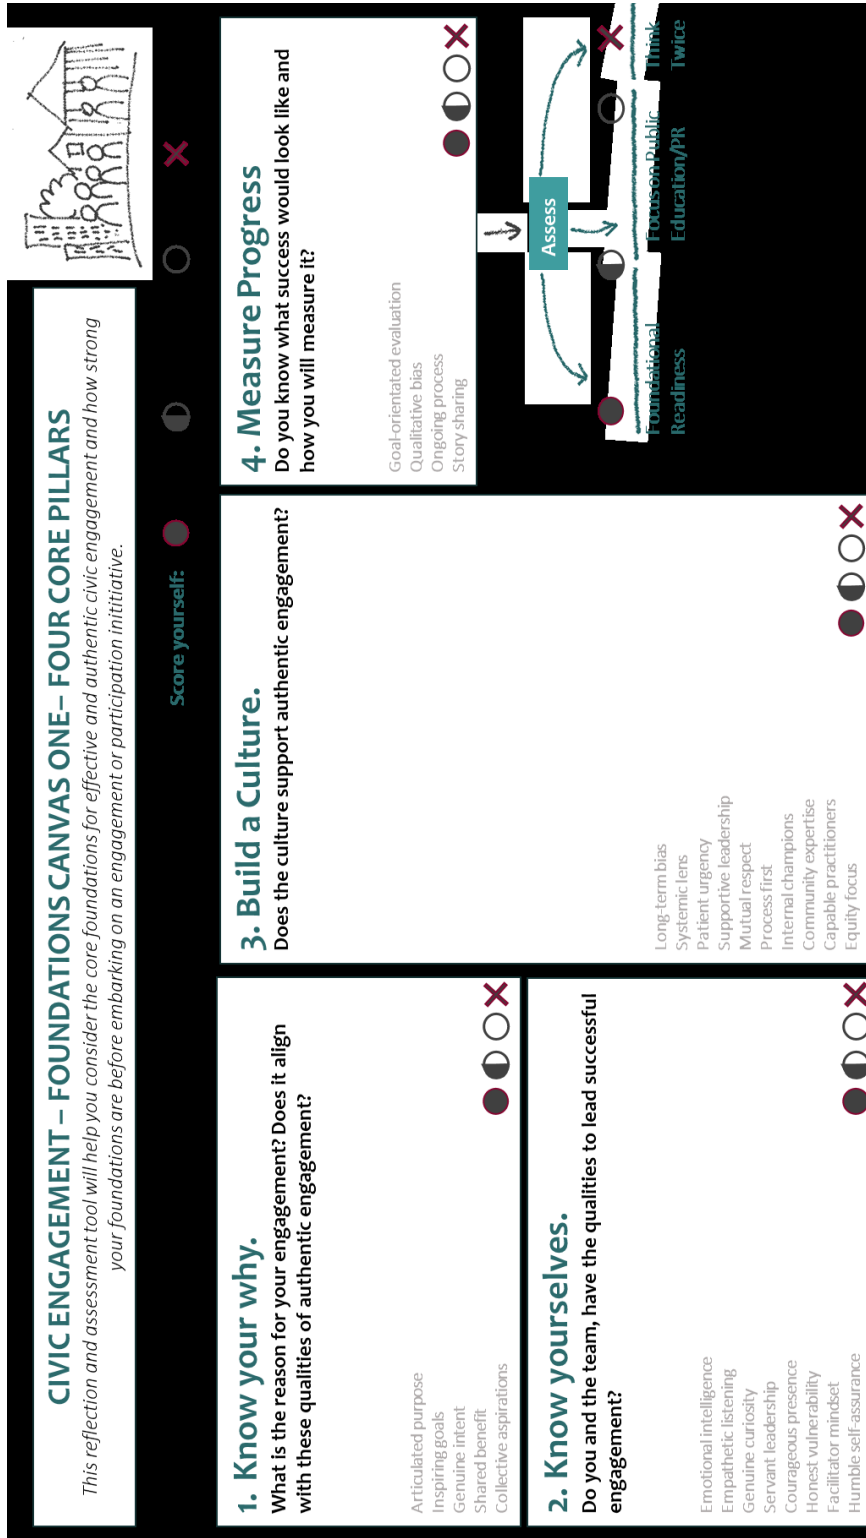 CIVIC ENGAGEMENT – FOUNDATIONS CANVAS ONE– FOUR CORE PILLARS
This reflection and assessment tool will help you consider the core foundations for effective and authentic civic engagement and how strong
your foundations are before embarking on an engagement or participation inititiative.
Score yourself:
1. Know your why.
What is the reason for your engagement? Does it align
with these qualities of authentic engagement?
Articulated purpose
Inspiring goals
Genuine intent
Shared benefit
Collective aspirations
2. Know yourselves.
Do you and the team, have the qualities to lead successful
engagement?
Emotional intelligence
Empathetic listening
Genuine curiosity
Servant leadership
Courageous presence
Honest vulnerability
Facilitator mindset
Humble self-assurance
3. Build a Culture.
Does the culture support authentic engagement?
Long-term bias
Systemic lens
Patient urgency
Supportive leadership
Mutual respect
Process first
Internal champions
Community expertise
Capable practitioners
Equity focus
4. Measure Progress
Do you know what success would look like and
how you will measure it?
Goal-orientated evaluation
Qualitative bias
Ongoing process
Story sharing
Assess
Foundational
Readiness
Focus on Public
Education/PR
Think
Twice